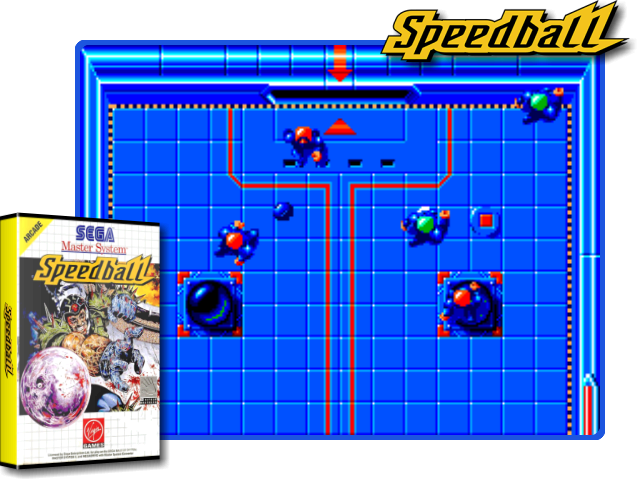 Speedball
ARCADE
SEGA
Master System
Speedball
Speedball
Virgin
GAMES